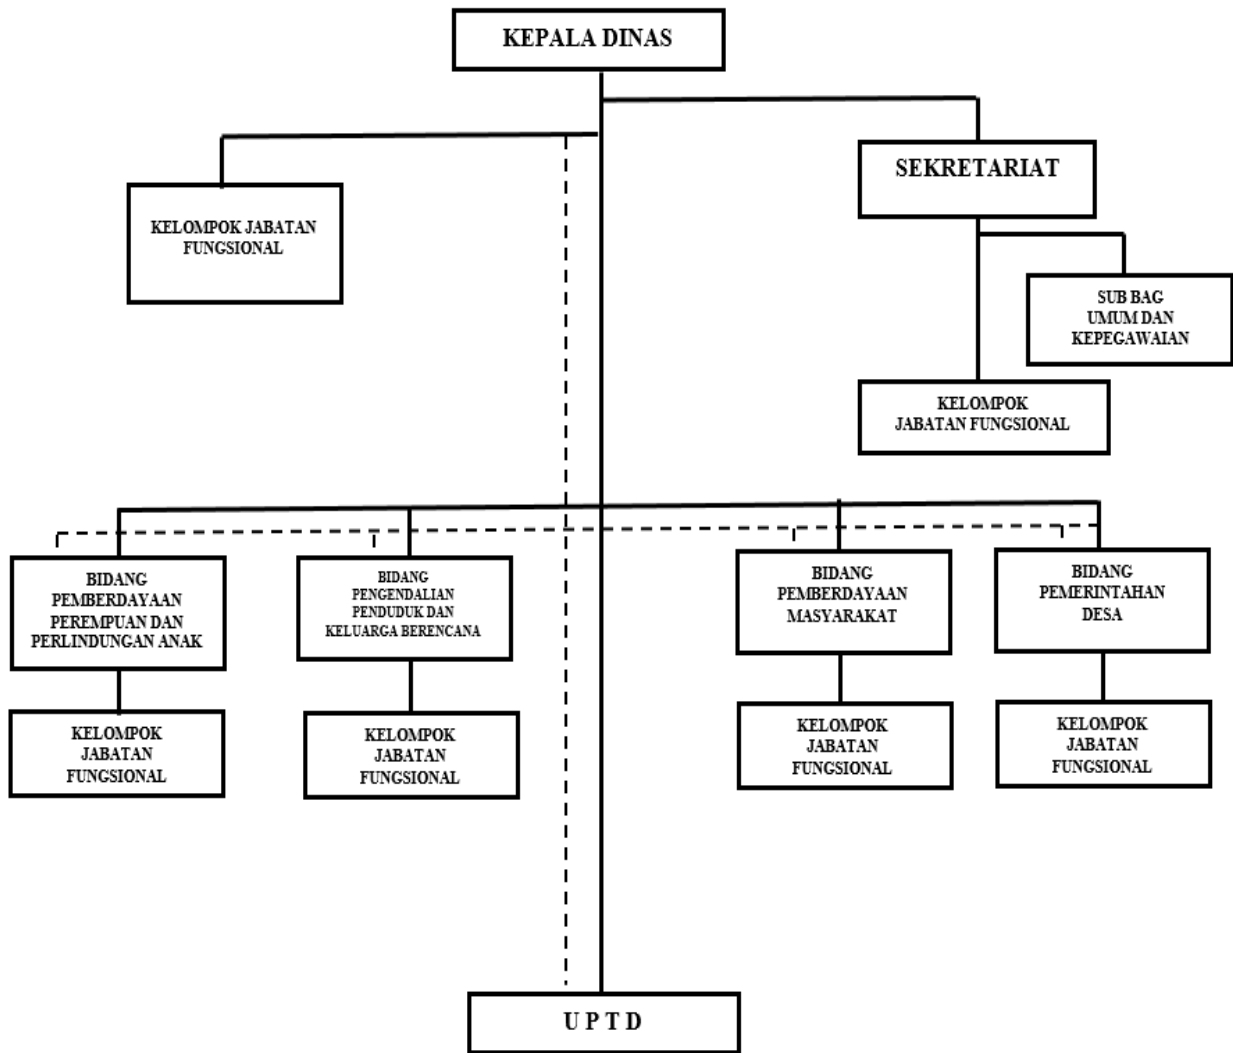 KEPALA DINAS
SEKRETARIAT
KELOMPOK JABATAN
FUNGSIONAL
SUB BAG
UMUM DAN
KEPEGAWAIAN
KELOMPOK
JABATAN FUNGSIONAL
BIDANG
PEMBERDAYAAN
PEREMPUAN DAN
PERLINDUNGAN ANAK
BIDANG
PENGENDALIAN
PENDUDUK DAN
KELUARGA BERENCANA
BIDANG
PEMBERDAYAAN
MASYARAKAT
BIDANG
PEMERINTAHAN
DESA
KELOMPOK
JABATAN
FUNGSIONAL
KELOMPOK
JABATAN
FUNGSIONAL
KELOMPOK
JABATAN
FUNGSIONAL
KELOMPOK
JABATAN
FUNGSIONAL
U P T D